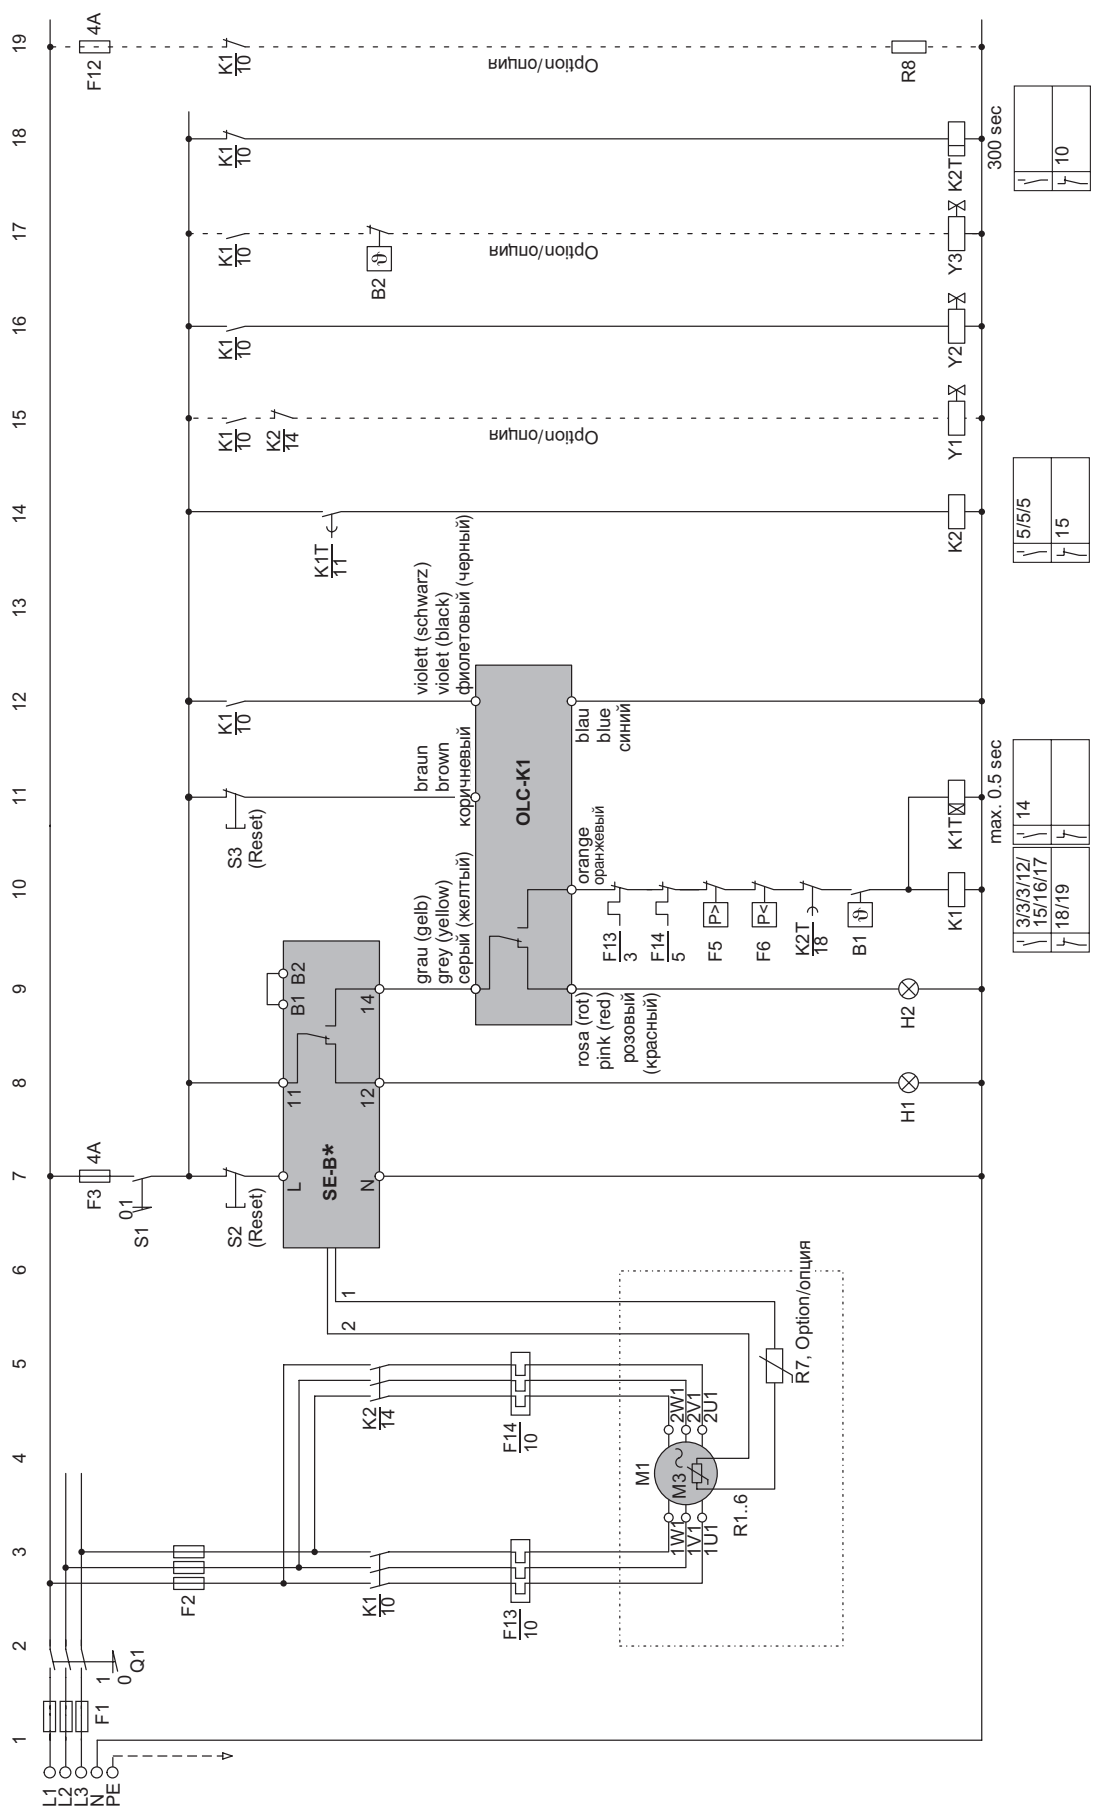 1
2
3
4
5
6
7
8
9
10
11
12
13
14
15
16
17
18
19
L1
L2
L3
N
PE
F1
1
0
Q1
F2
K1
10
K2
14
F13
10
F14
10
1W1
1V1
1U1
M1
M3
2W1
2V1
2U1
R1..6
R7, Option/опция
2
1
F3
4A
0 1
S1
S2
(Reset)
L
11
B1
B2
SE-B*
N
12
14
S3
(Reset)
K1
10
grau (gelb)
grey (yellow)
серый (желтый)
braun
brown
коричневый
violett (schwarz)
violet (black)
фиолетовый (черный)
OLC-K1
rosa (rot)
pink (red)
розовый
(красный)
orange
оранжевый
blau
blue
синий
F13
3
F14
5
F5
P>
F6
P<
K2T
18
B1
ϑ
H1
H2
K1
K1T
max. 0.5 sec
3/3/3/12/
15/16/17
18/19
14
K1T
11
K2
5/5/5
15
K1
10
K2
14
Option/опция
Y1
K1
10
Y2
K1
10
B2
ϑ
Option/опция
Y3
K1
10
K2T
300 sec
10
F12
4A
K1
10
Option/опция
R8